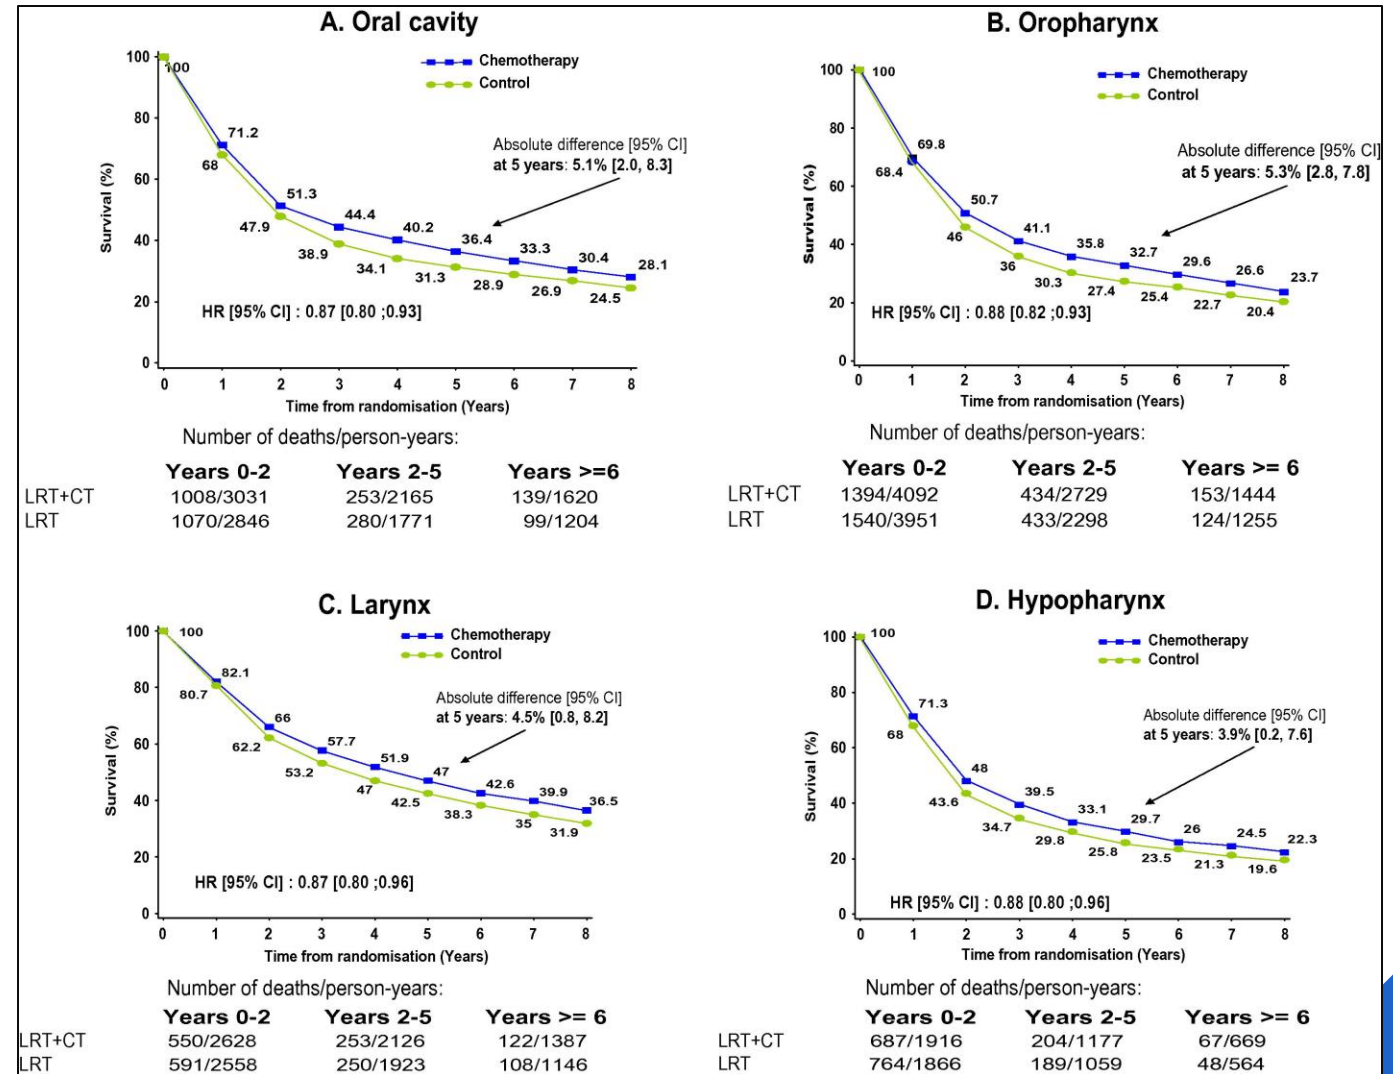 A. Oral cavity
Chemotherapy
Control
Absolute difference [95% CI]
at 5 years: 5.1% [2.0, 8.3]
Survival (%)
100
80
60
40
20
0
100
71.2
68
51.3
47.9
44.4
38.9
40.2
34.1
36.4
31.3
33.3
28.9
30.4
26.9
28.1
24.5
HR [95% CI] : 0.87 [0.80 ;0.93]
0 1 2 3 4 5 6 7 8
Time from randomisation (Years)
Number of deaths/person-years:
Years 0-2 Years 2-5 Years >=6
LRT+CT 1008/3031 253/2165 139/1620
LRT 1070/2846 280/1771 99/1204
B. Oropharynx
Chemotherapy
Control
Absolute difference [95% CI]
at 5 years: 5.3% [2.8, 7.8]
Survival (%)
100
80
60
40
20
0
100
69.8
68.4
50.7
46
41.1
36
35.8
30.3
32.7
27.4
29.6
25.4
26.6
22.7
23.7
20.4
HR [95% CI] : 0.88 [0.82 ;0.93]
0 1 2 3 4 5 6 7 8
Time from randomisation (Years)
Number of deaths/person-years:
Years 0-2 Years 2-5 Years >= 6
LRT+CT 1394/4092 434/2729 153/1444
LRT 1540/3951 433/2298 124/1255
C. Larynx
Chemotherapy
Control
Absolute difference [95% CI]
at 5 years: 4.5% [0.8, 8.2]
Survival (%)
100
80
60
40
20
0
100
82.1
80.7
66
62.2
57.7
53.2
51.9
47
47
42.5
42.6
38.3
39.9
35
36.5
31.9
HR [95% CI] : 0.87 [0.80 ;0.96]
0 1 2 3 4 5 6 7 8
Time from randomisation (Years)
Number of deaths/person-years:
Years 0-2 Years 2-5 Years >= 6
LRT+CT 550/2628 253/2126 122/1387
LRT 591/2558 250/1923 108/1146
D. Hypopharynx
Chemotherapy
Control
Absolute difference [95% CI]
at 5 years: 3.9% [0.2, 7.6]
Survival (%)
100
80
60
40
20
0
100
71.3
68
48
43.6
39.5
34.7
33.1
29.8
29.7
25.8
26
23.5
24.5
21.3
22.3
19.6
HR [95% CI] : 0.88 [0.80 ;0.96]
0 1 2 3 4 5 6 7 8
Time from randomisation (Years)
Number of deaths/person-years:
Years 0-2 Years 2-5 Years >= 6
LRT+CT 687/1916 204/1177 67/669
LRT 764/1866 189/1059 48/564